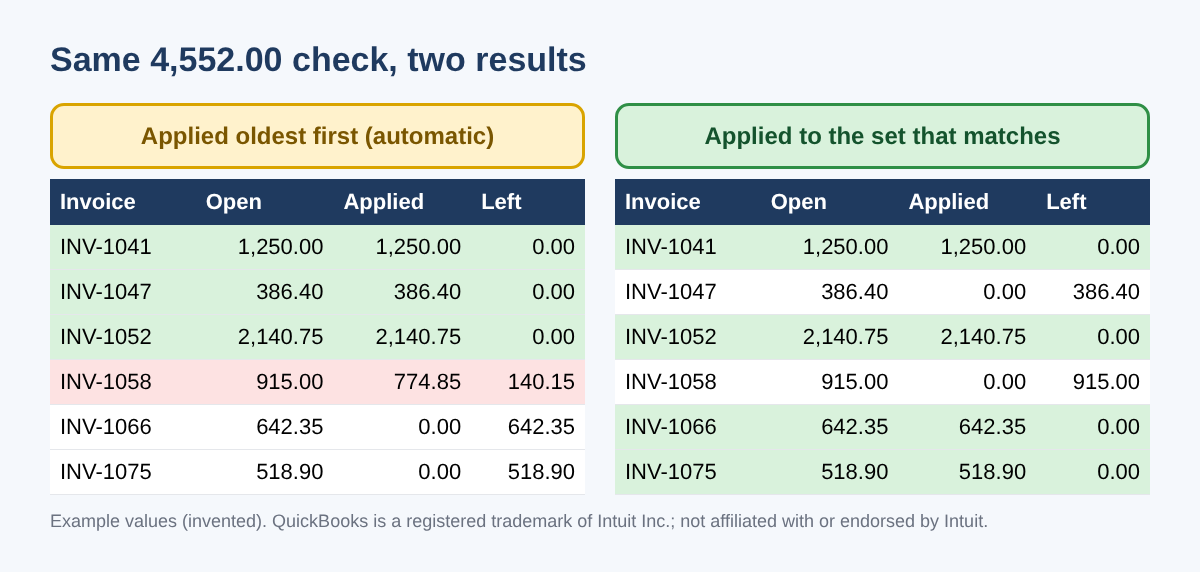 Same 4,552.00 check, two results
Applied oldest first (automatic)
Invoice Open Applied Left
INV-1041 1,250.00 1,250.00 0.00
INV-1047 386.40 386.40 0.00
INV-1052 2,140.75 2,140.75 0.00
INV-1058 915.00 774.85 140.15
INV-1066 642.35 0.00 642.35
INV-1075 518.90 0.00 518.90
Applied to the set that matches
Invoice Open Applied Left
INV-1041 1,250.00 1,250.00 0.00
INV-1047 386.40 0.00 386.40
INV-1052 2,140.75 2,140.75 0.00
INV-1058 915.00 0.00 915.00
INV-1066 642.35 642.35 0.00
INV-1075 518.90 518.90 0.00
Example values (invented). QuickBooks is a registered trademark of Intuit Inc.; not affiliated with or endorsed by Intuit.